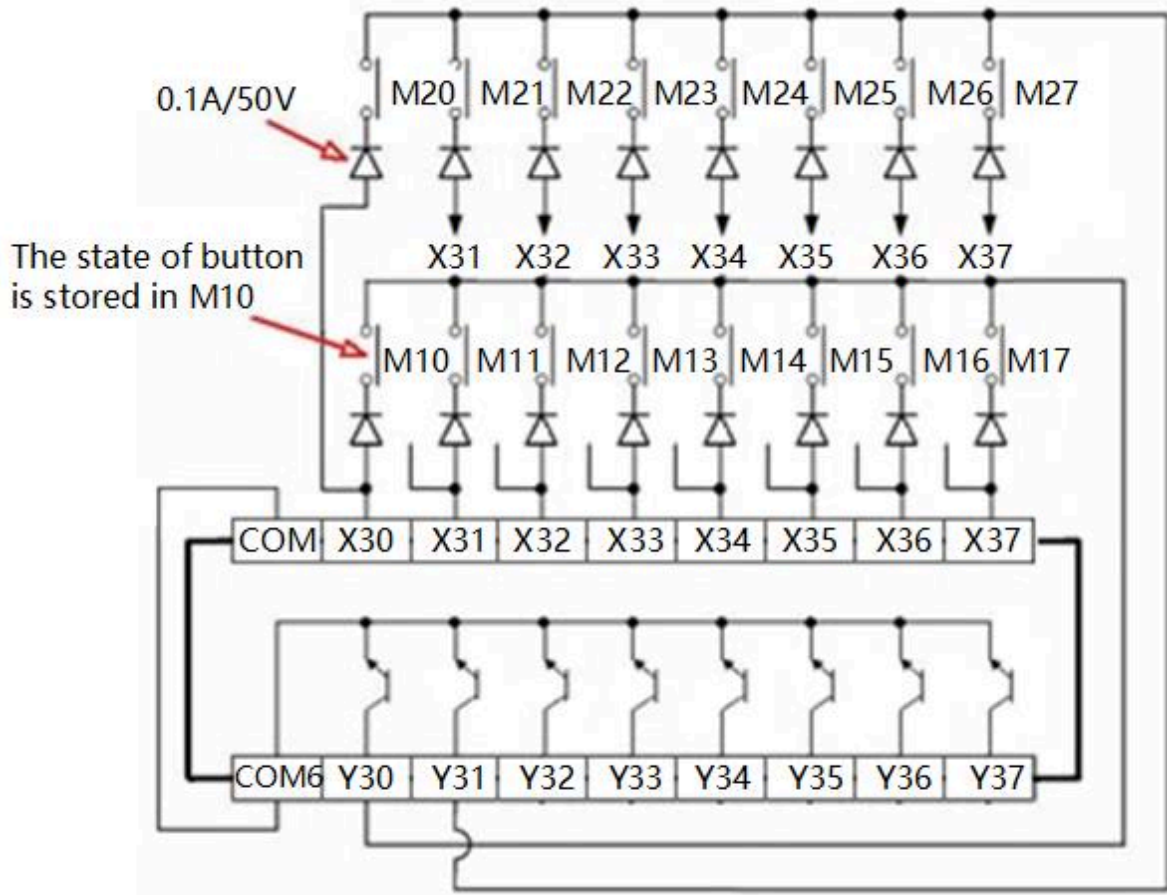 M20 M21 M22 M23 M24 M25 M26 M27
0.1A/50V
The state of button
is stored in M10
X31 X32 X33 X34 X35 X36 X37
M10 M11 M12 M13 M14 M15 M16 M17
COM X30 X31 X32 X33 X34 X35 X36 X37
COM6 Y30 Y31 Y32 Y33 Y34 Y35 Y36 Y37